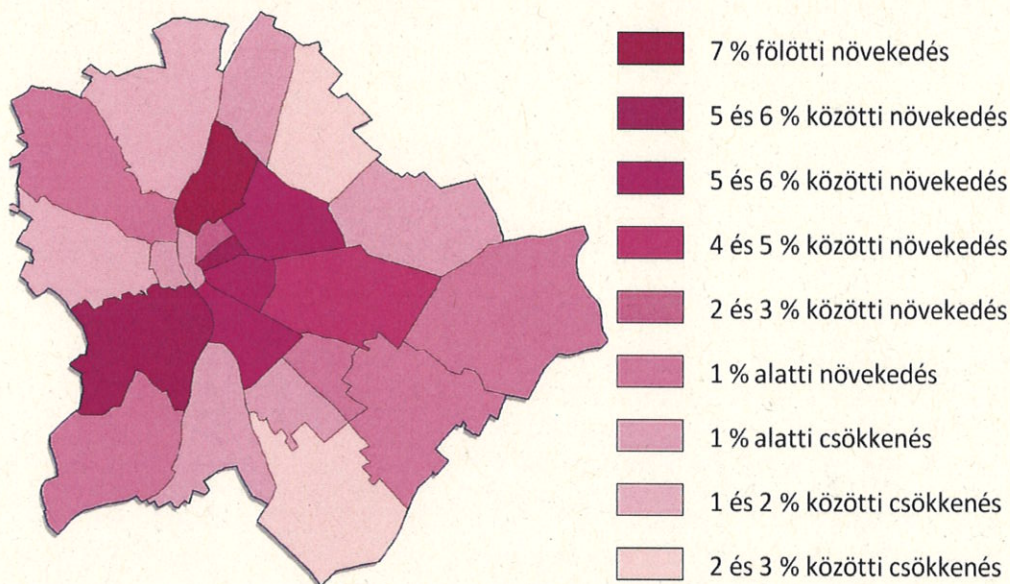 7 % fölötti növekedés
5 és 6 % közötti növekedés
5 és 6 % közötti növekedés
4 és 5 % közötti növekedés
2 és 3 % közötti növekedés
1 % alatti növekedés
1 % alatti csökkenés
1 és 2 % közötti csökkenés
2 és 3 % közötti csökkenés